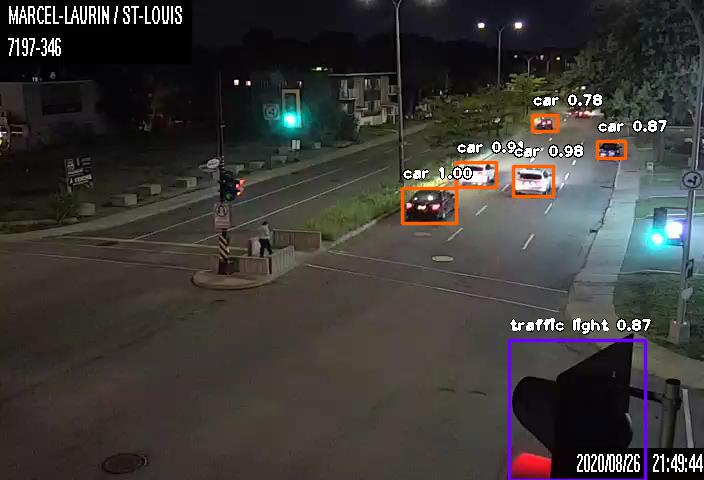 MARCEL-LAURIN / ST-LOUIS
7197-346
car 0.78
car 0.87
car 0.98
car 1.00
traffic light 0.87
2020/08/26 21:49:44